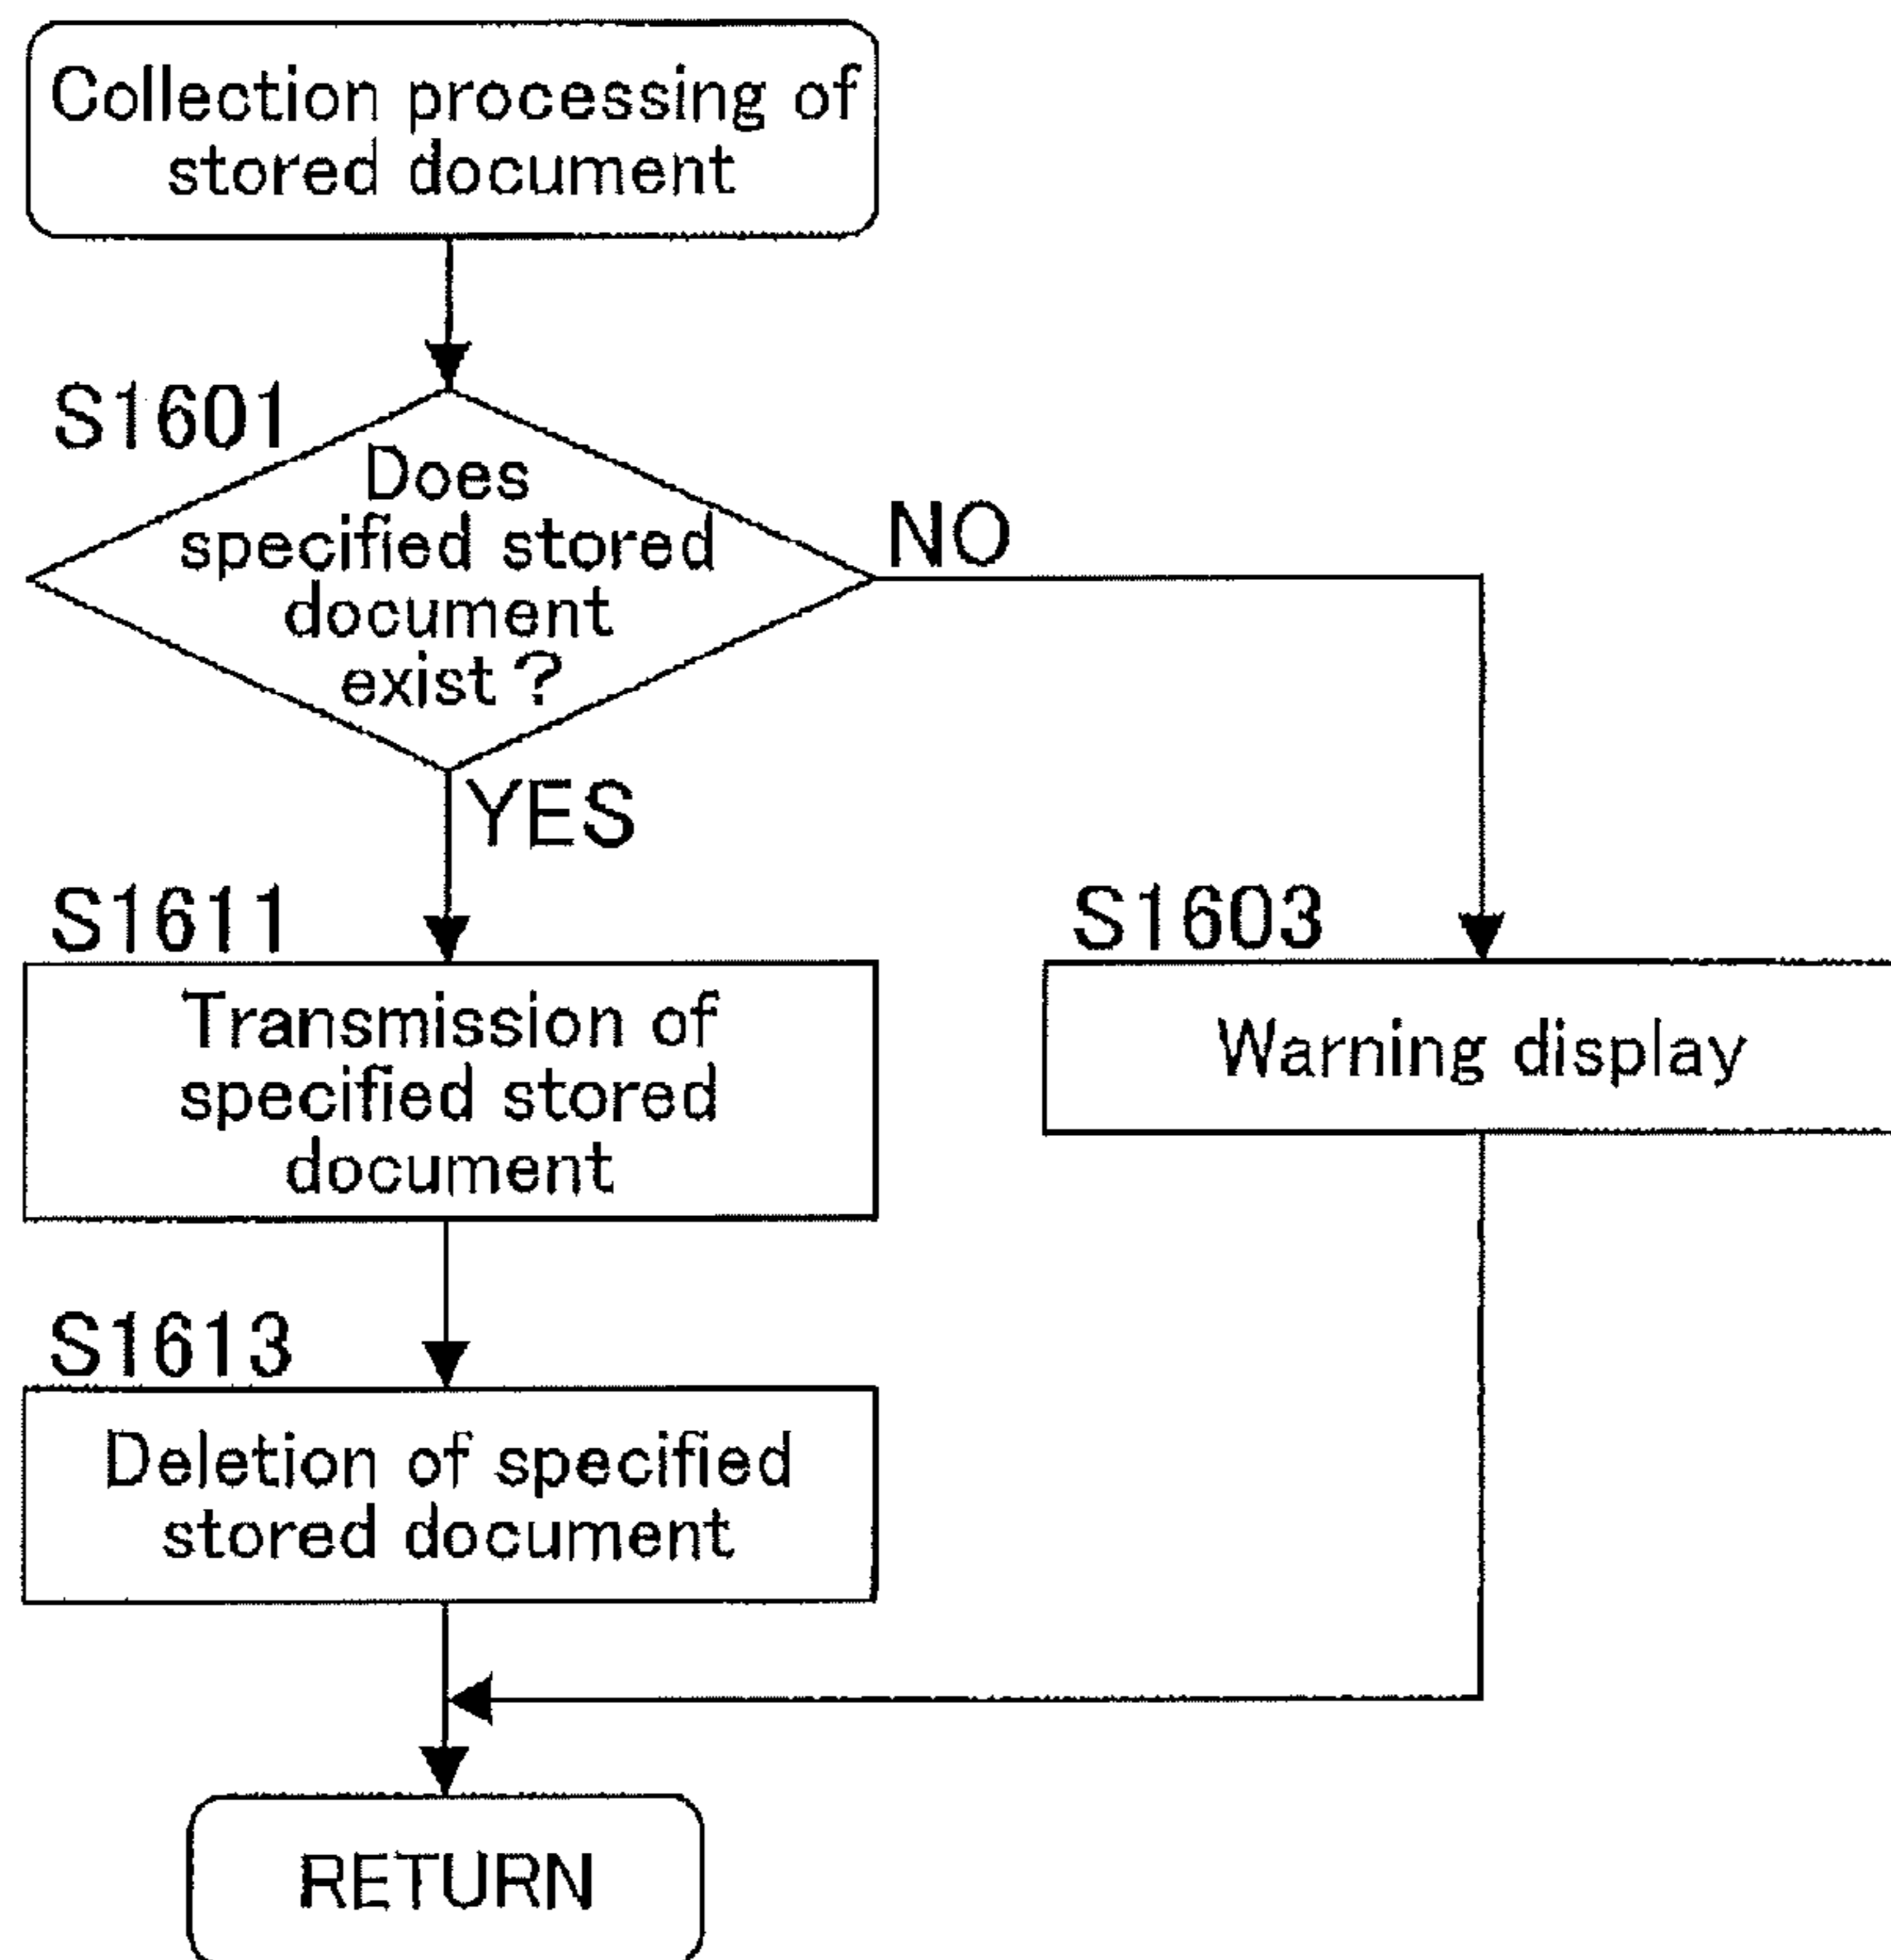 Collection processing of
stored document
S1601
Does
specified stored
document
exist ?
NO
YES
S1611
Transmission of
specified stored
document
S1603
Warning display
S1613
Deletion of specified
stored document
RETURN